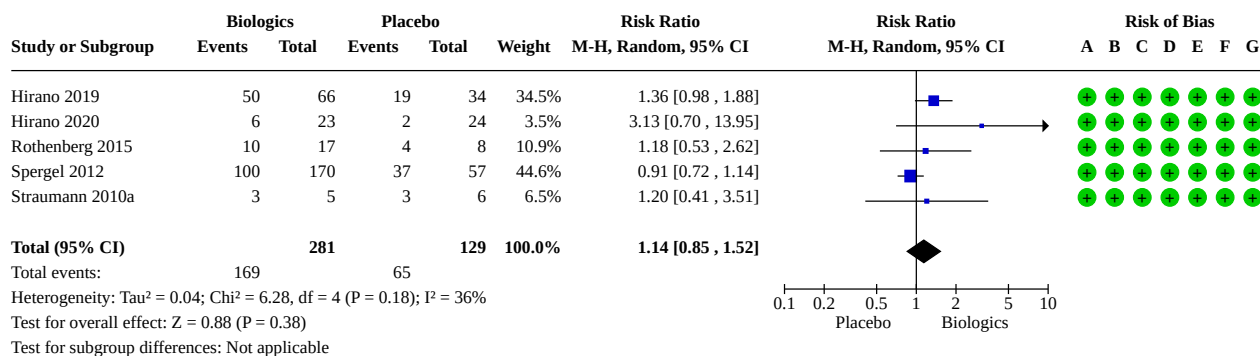 Biologics Placebo Risk Ratio Risk Ratio Risk of Bias
Study or Subgroup Events Total Events Total Weight M-H, Random, 95% CI M-H, Random, 95% CI A B C D E F G
Hirano 2019 50 66 19 34 34.5% 1.36 [0.98 , 1.88] + + + + + + +
Hirano 2020 6 23 2 24 3.5% 3.13 [0.70 , 13.95] + + + + + + +
Rothenberg 2015 10 17 4 8 10.9% 1.18 [0.53 , 2.62] + + + + + + +
Spergel 2012 100 170 37 57 44.6% 0.91 [0.72 , 1.14] + + + + + + +
Straumann 2010a 3 5 3 6 6.5% 1.20 [0.41 , 3.51] + + + + + + +
Total (95% CI) 281 129 100.0% 1.14 [0.85 , 1.52]
Total events: 169 65
Heterogeneity: Tau² = 0.04; Chi² = 6.28, df = 4 (P = 0.18); I² = 36% 0.1 0.2 0.5 1 2 5 10
Test for overall effect: Z = 0.88 (P = 0.38) Placebo Biologics
Test for subgroup differences: Not applicable